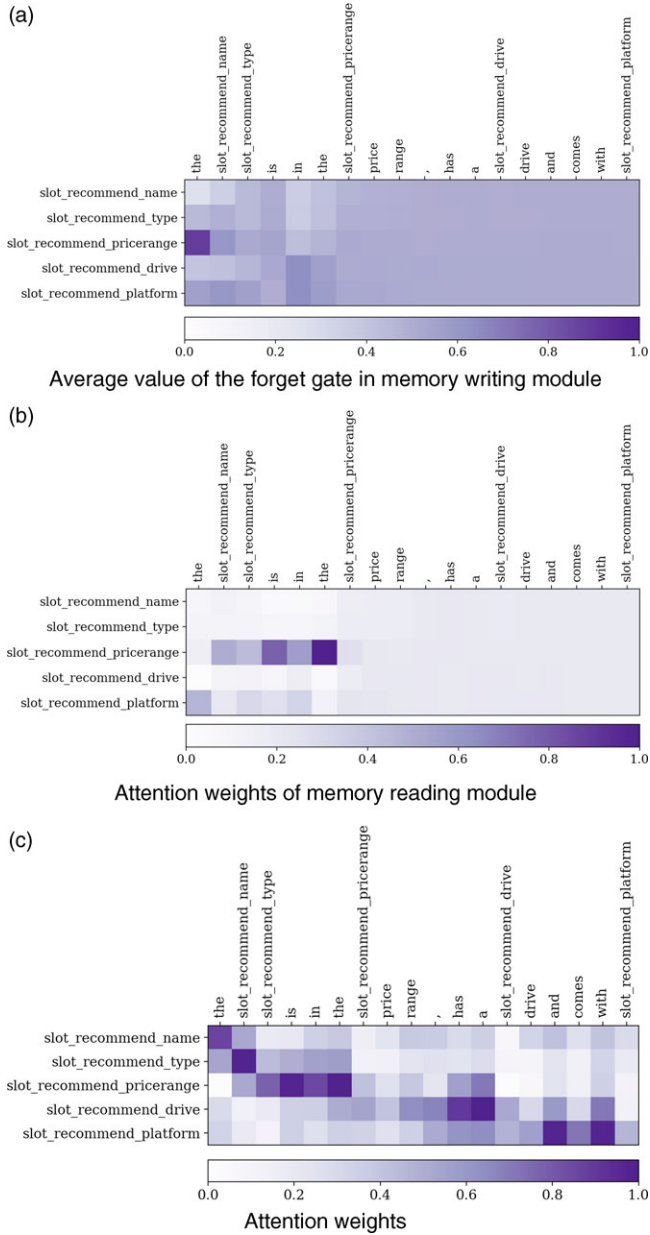 (a)
the slot_recommend_name slot_recommend_type is in the slot_recommend_pricerange price range , has a slot_recommend_drive drive and comes with slot_recommend_platform
slot_recommend_name
slot_recommend_type
slot_recommend_pricerange
slot_recommend_drive
slot_recommend_platform
0.0 0.2 0.4 0.6 0.8 1.0
Average value of the forget gate in memory writing module
(b)
the slot_recommend_name slot_recommend_type is in the slot_recommend_pricerange price range , has a slot_recommend_drive drive and comes with slot_recommend_platform
slot_recommend_name
slot_recommend_type
slot_recommend_pricerange
slot_recommend_drive
slot_recommend_platform
0.0 0.2 0.4 0.6 0.8 1.0
Attention weights of memory reading module
(c)
the slot_recommend_name slot_recommend_type is in the slot_recommend_pricerange price range , has a slot_recommend_drive drive and comes with slot_recommend_platform
slot_recommend_name
slot_recommend_type
slot_recommend_pricerange
slot_recommend_drive
slot_recommend_platform
0.0 0.2 0.4 0.6 0.8 1.0
Attention weights